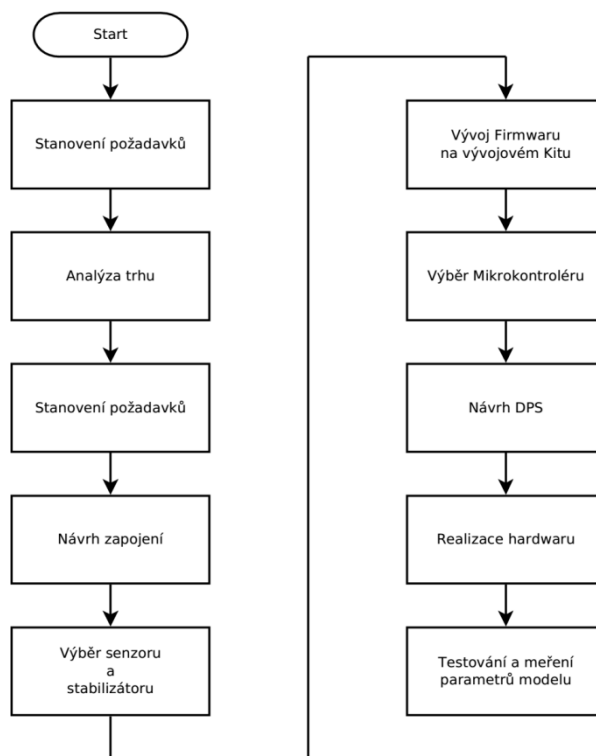 Start
Stanovení požadavků
Analýza trhu
Stanovení požadavků
Návrh zapojení
Výběr senzoru
a
stabilizátoru
Vývoj Firmwaru
na vývojovém Kitu
Výběr Mikrokontroléru
Návrh DPS
Realizace hardwaru
Testování a meření
parametrů modelu